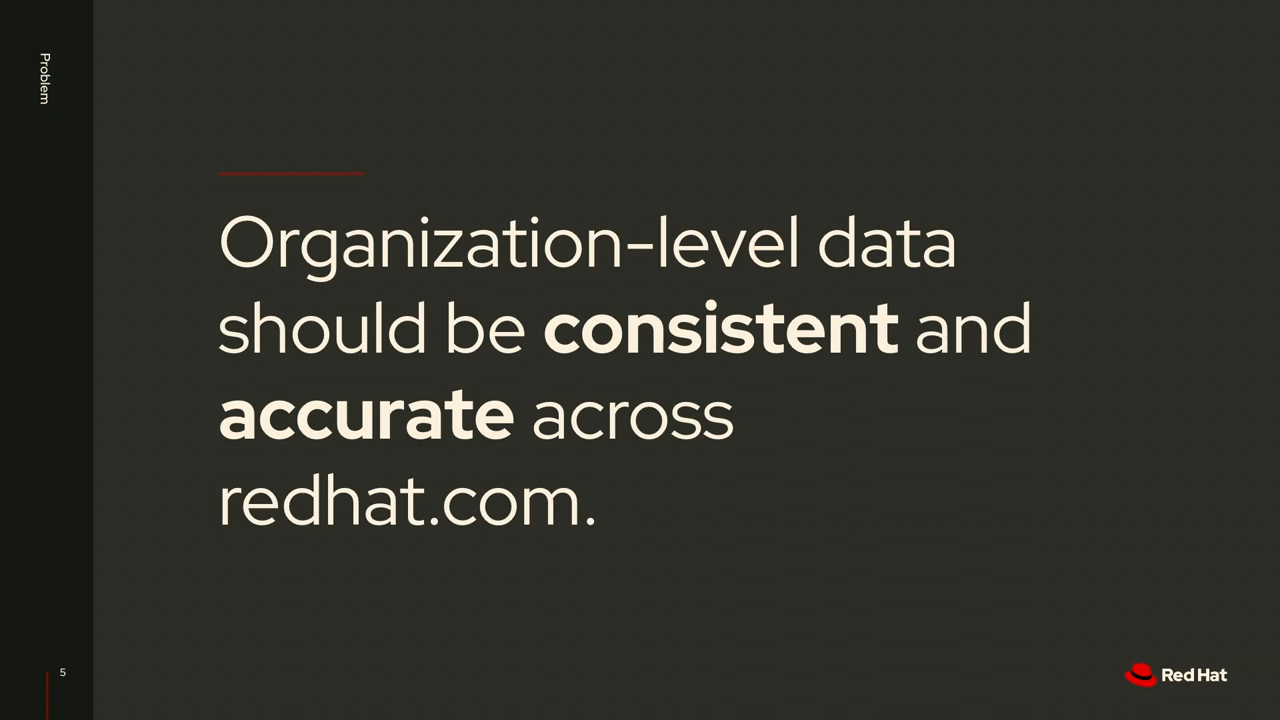 Problem
Organization-level data
should be consistent and
accurate across
redhat.com.
5
Red Hat